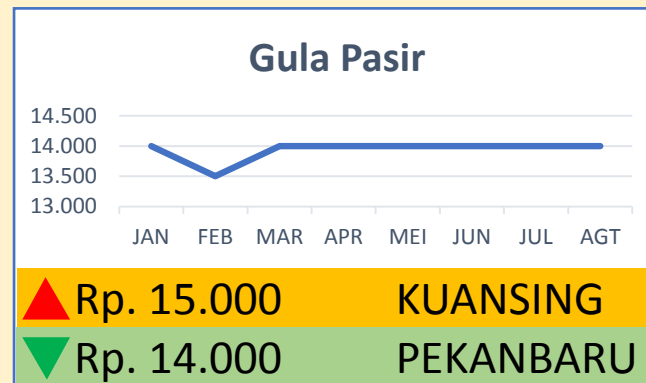 Gula Pasir
14.500
14.000
13.500
13.000
JAN FEB MAR APR MEI JUN JUL AGT
Rp. 15.000 KUANSING
Rp. 14.000 PEKANBARU